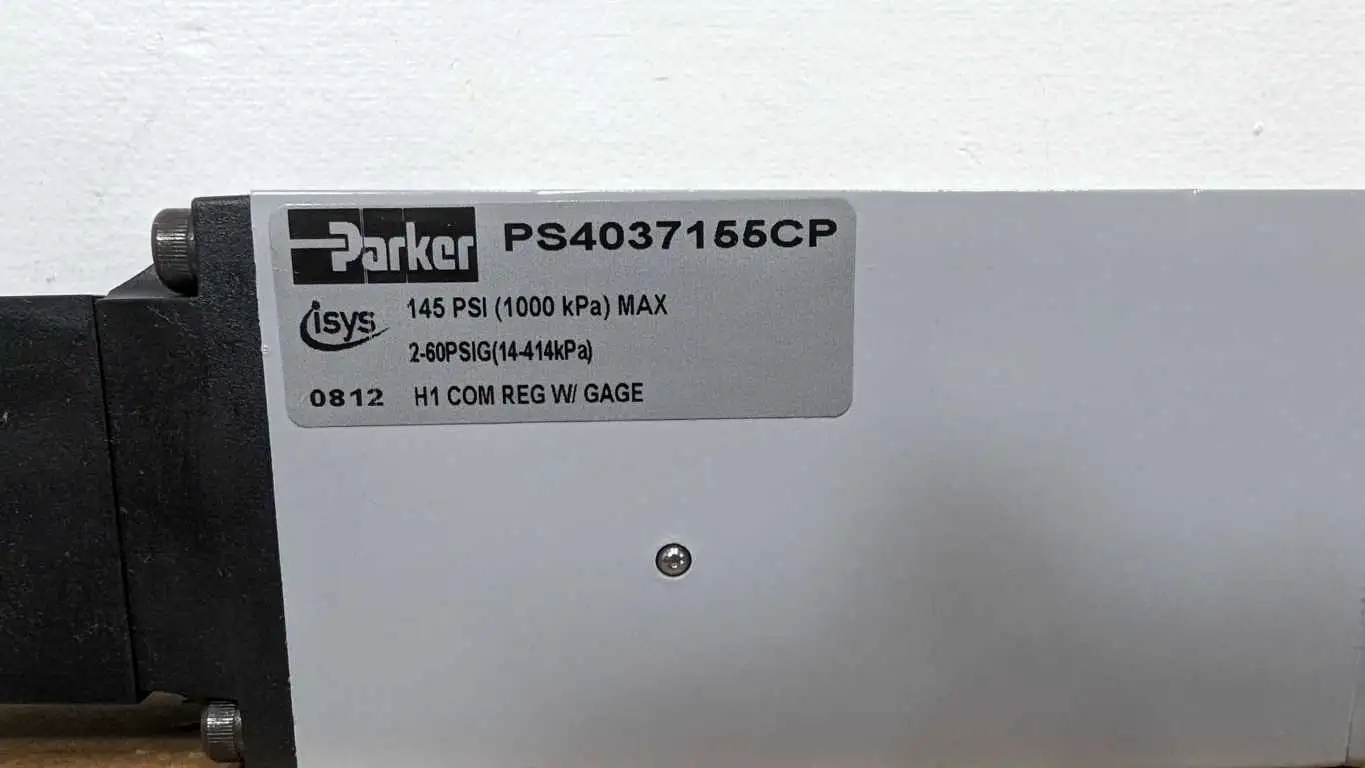 Parker PS4037155CP
isys 145 PSI (1000 kPa) MAX
2-60PSIG(14-414kPa)
0812 H1 COM REG W/ GAGE